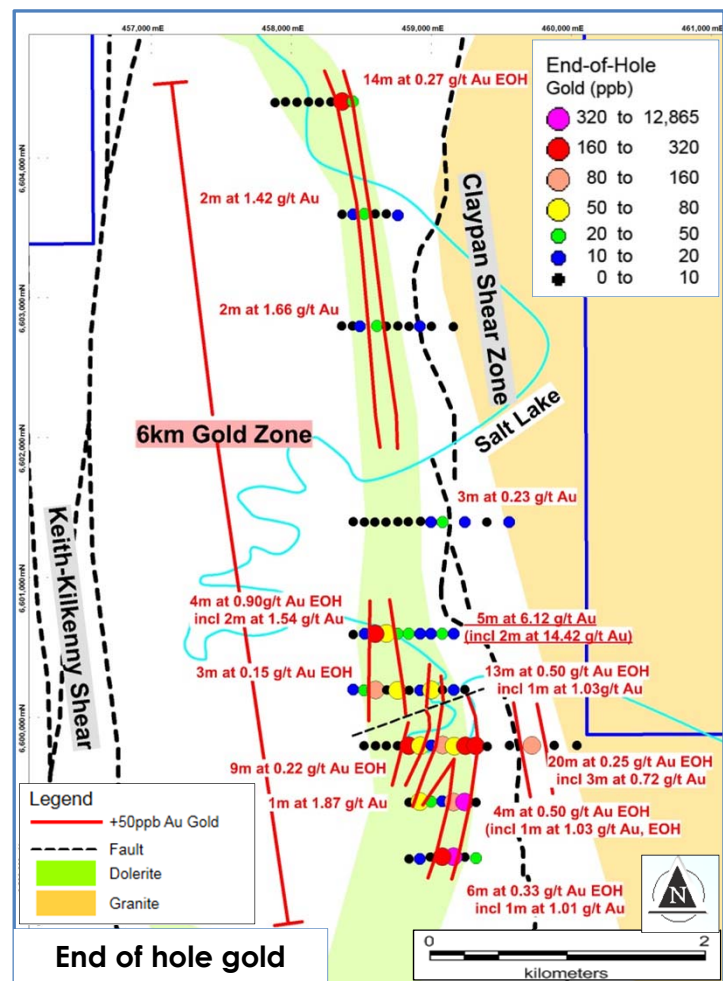 457,000 mE
458,000 mE
459,000 mE
460,000 mE
461,000 mE
6,604,000 mN
6,603,000 mN
6,602,000 mN
6,601,000 mN
6,600,000 mN
End-of-Hole
Gold (ppb)
320 to 12,865
160 to 320
80 to 160
50 to 80
20 to 50
10 to 20
0 to 10
14m at 0.27 g/t Au EOH
2m at 1.42 g/t Au
Claypan Shear Zone
2m at 1.66 g/t Au
Salt Lake
6km Gold Zone
3m at 0.23 g/t Au
Keith-Kilkenny Shear
4m at 0.90g/t Au EOH
incl 2m at 1.54 g/t Au
5m at 6.12 g/t Au
(incl 2m at 14.42 g/t Au)
3m at 0.15 g/t Au EOH
13m at 0.50 g/t Au EOH
incl 1m at 1.03g/t Au
9m at 0.22 g/t Au EOH
20m at 0.25 g/t Au EOH
incl 3m at 0.72 g/t Au
1m at 1.87 g/t Au
4m at 0.50 g/t Au EOH
(incl 1m at 1.03 g/t Au, EOH
6m at 0.33 g/t Au EOH
incl 1m at 1.01 g/t Au
Legend
+50ppb Au Gold
Fault
Dolerite
Granite
N
End of hole gold
0 2
kilometers